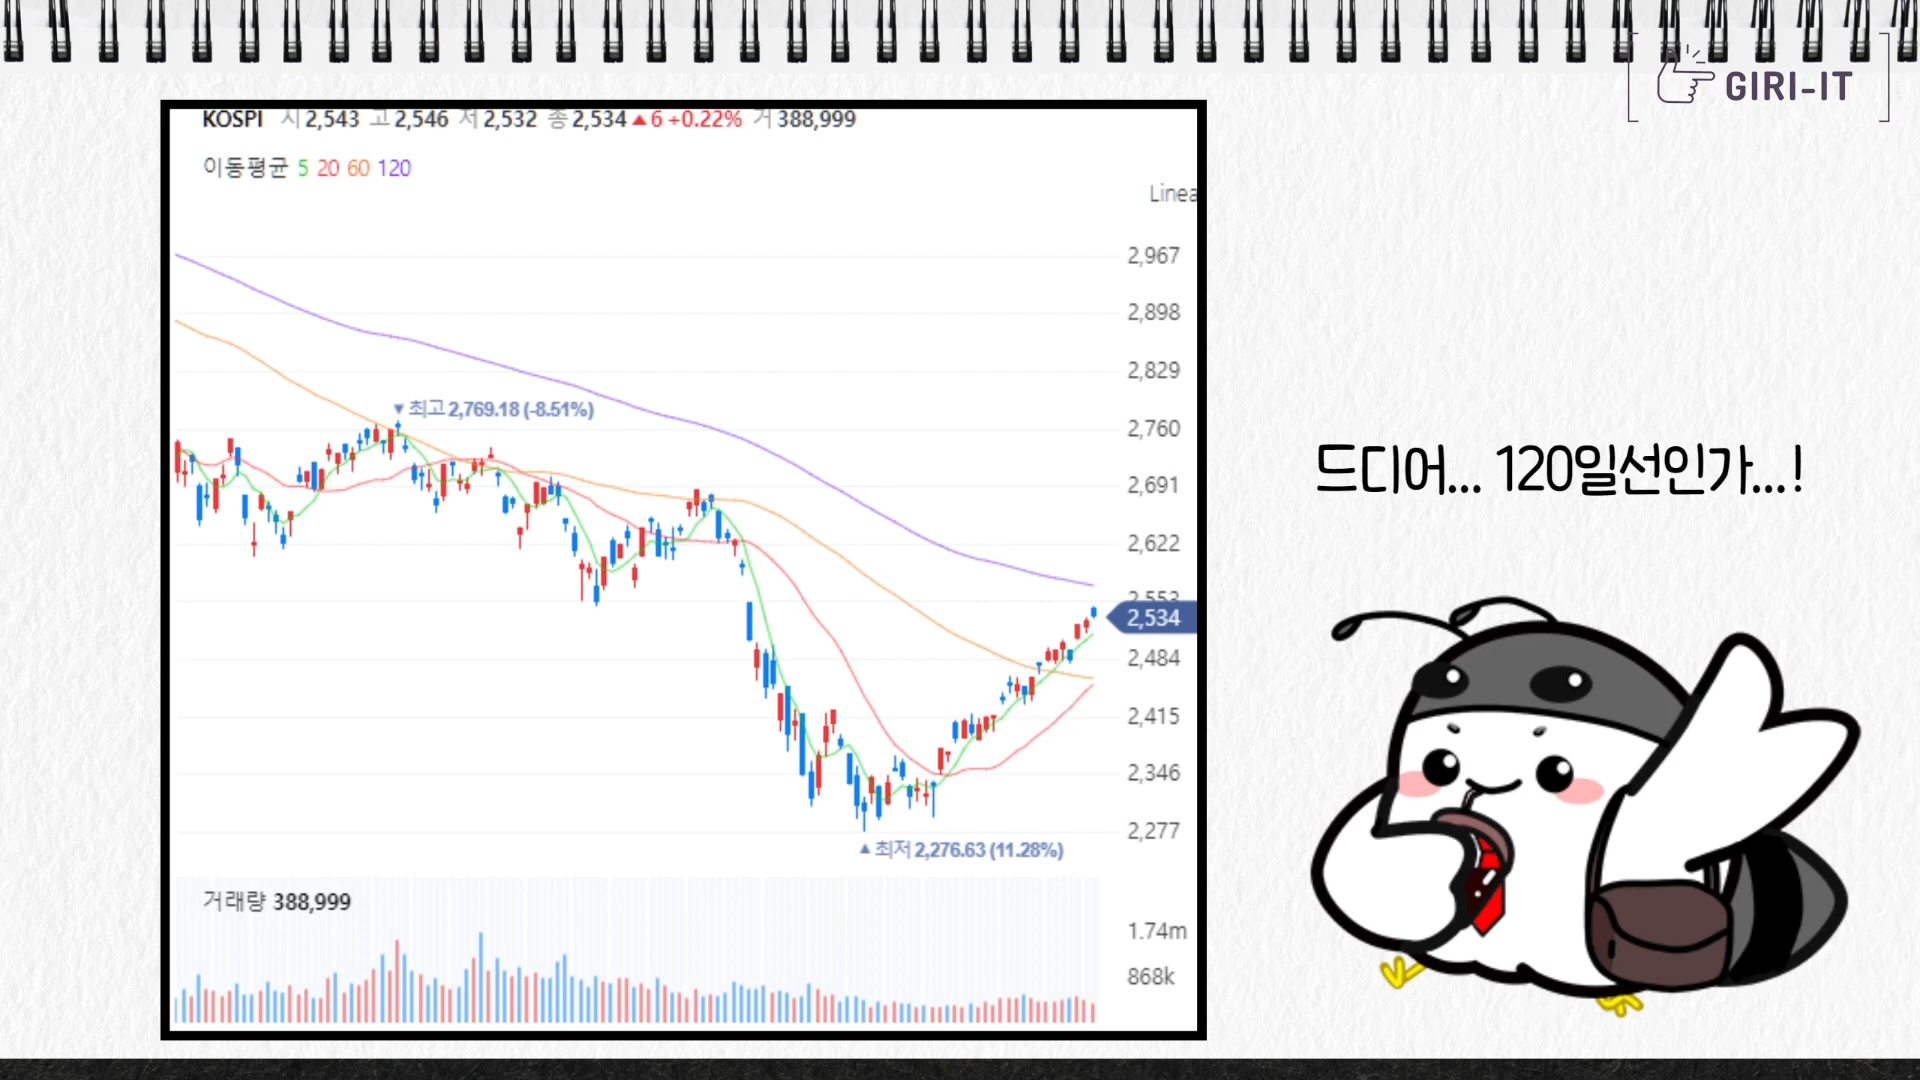 GIRI-IT
KOSPI 시 2,543 고 2,546 저 2,532 종 2,534 ▲6 +0.22% 거 388,999
이동평균 5 20 60 120
Linea
2,967
2,898
2,829
▼최고 2,769.18 (-8.51%)
2,760
드디어... 120일선인가...!
2,691
2,622
2,553
2,534
2,484
2,415
2,346
2,277
▲최저 2,276.63 (11.28%)
거래량 388,999
1.74m
868k